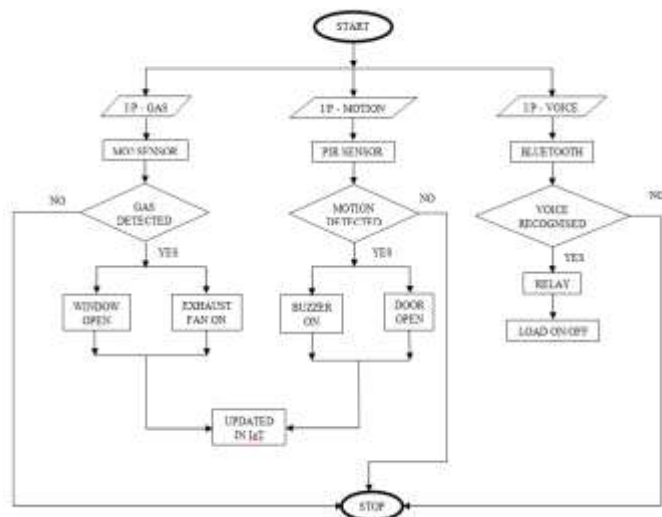 START
I/P - GAS
I/P - MOTION
I/P - VOICE
MO2 SENSOR
PIR SENSOR
BLUETOOTH
NO
GAS
DETECTED
MOTION
DETECTED
NO
VOICE
RECOGNISED
NO
YES
YES
YES
WINDOW
OPEN
EXHAUST
FAN ON
BUZZER
ON
DOOR
OPEN
RELAY
LOAD ON/OFF
UPDATED
IN IoT
STOP